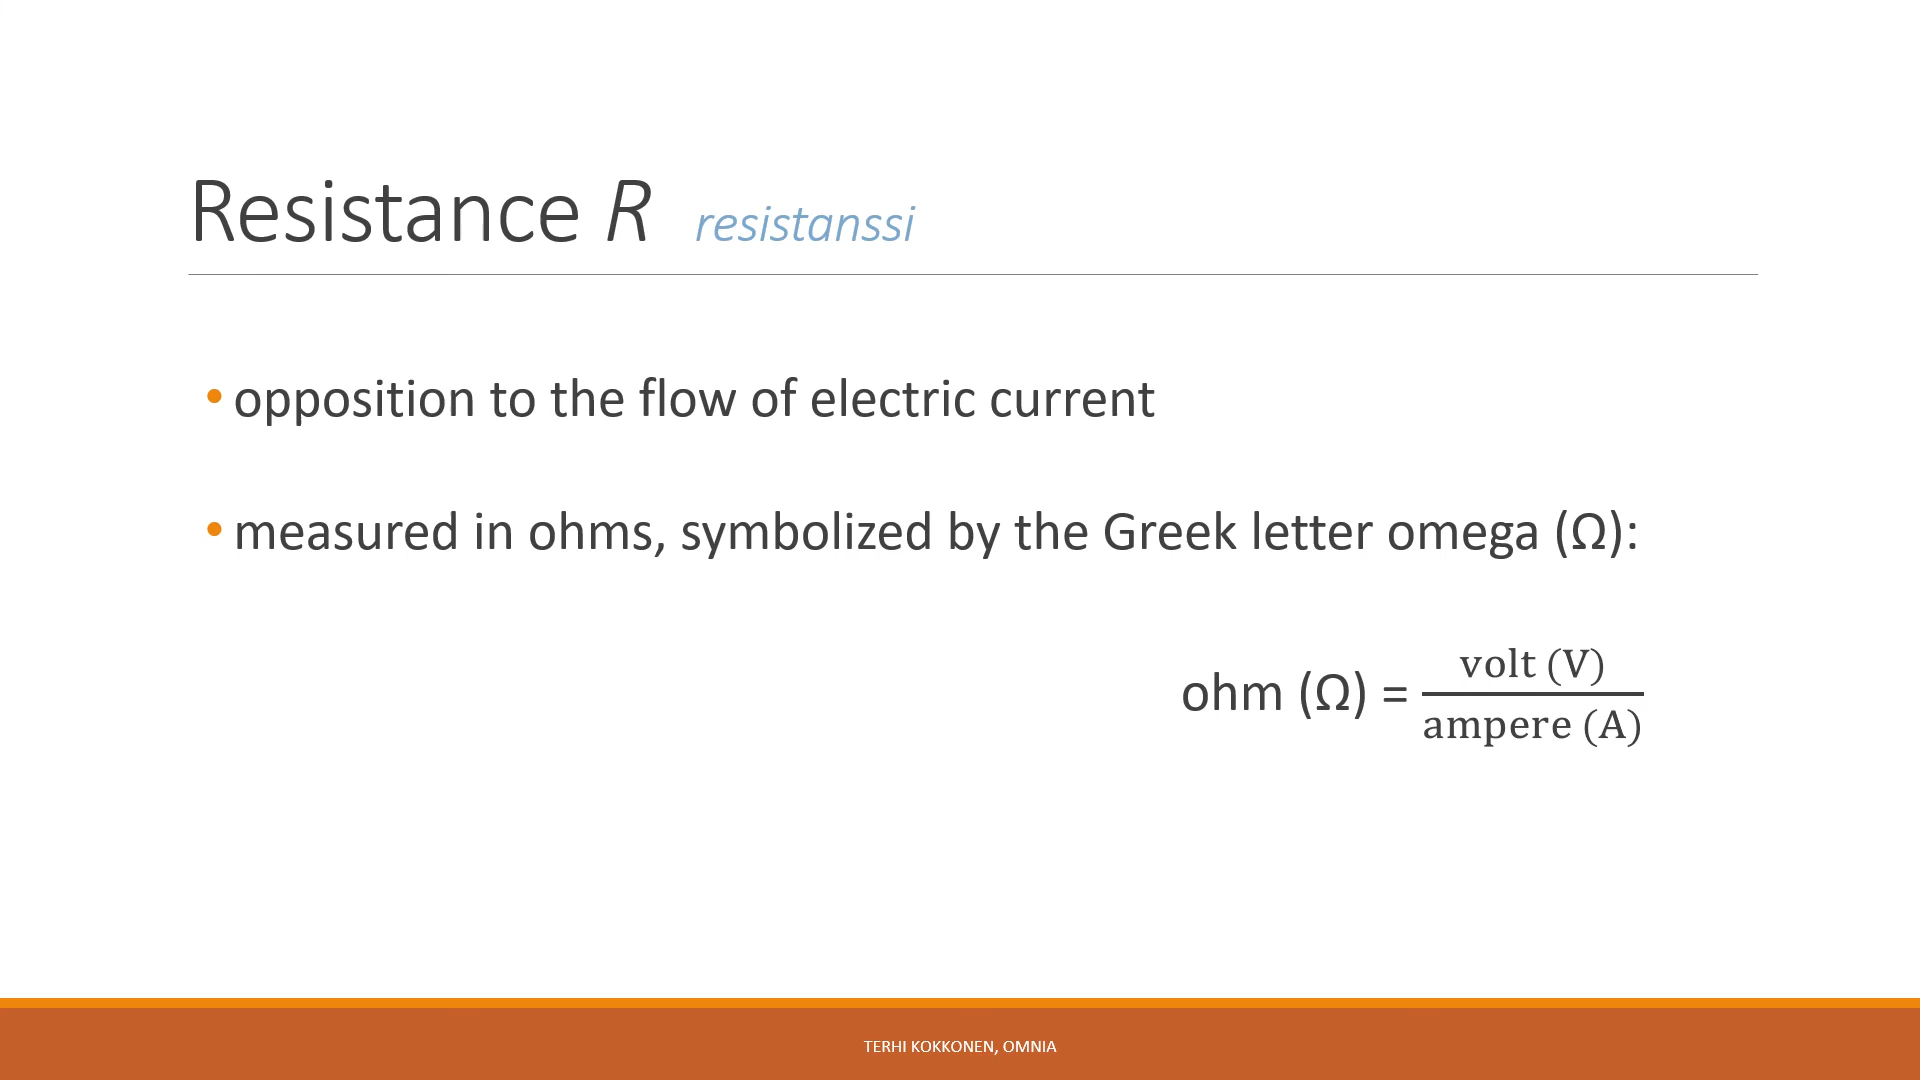 Resistance R resistanssi
• opposition to the flow of electric current
• measured in ohms, symbolized by the Greek letter omega (Ω):
ohm (Ω) = volt (V) / ampere (A)
TERHI KOKKONEN, OMNIA